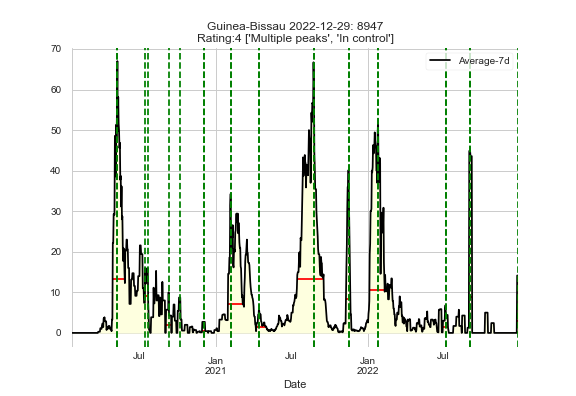 Guinea-Bissau 2022-12-29: 8947
Rating:4 ['Multiple peaks', 'In control']
Average-7d
70
60
50
40
30
20
10
0
Jul
Jan
2021
Jul
Jan
2022
Jul
Date